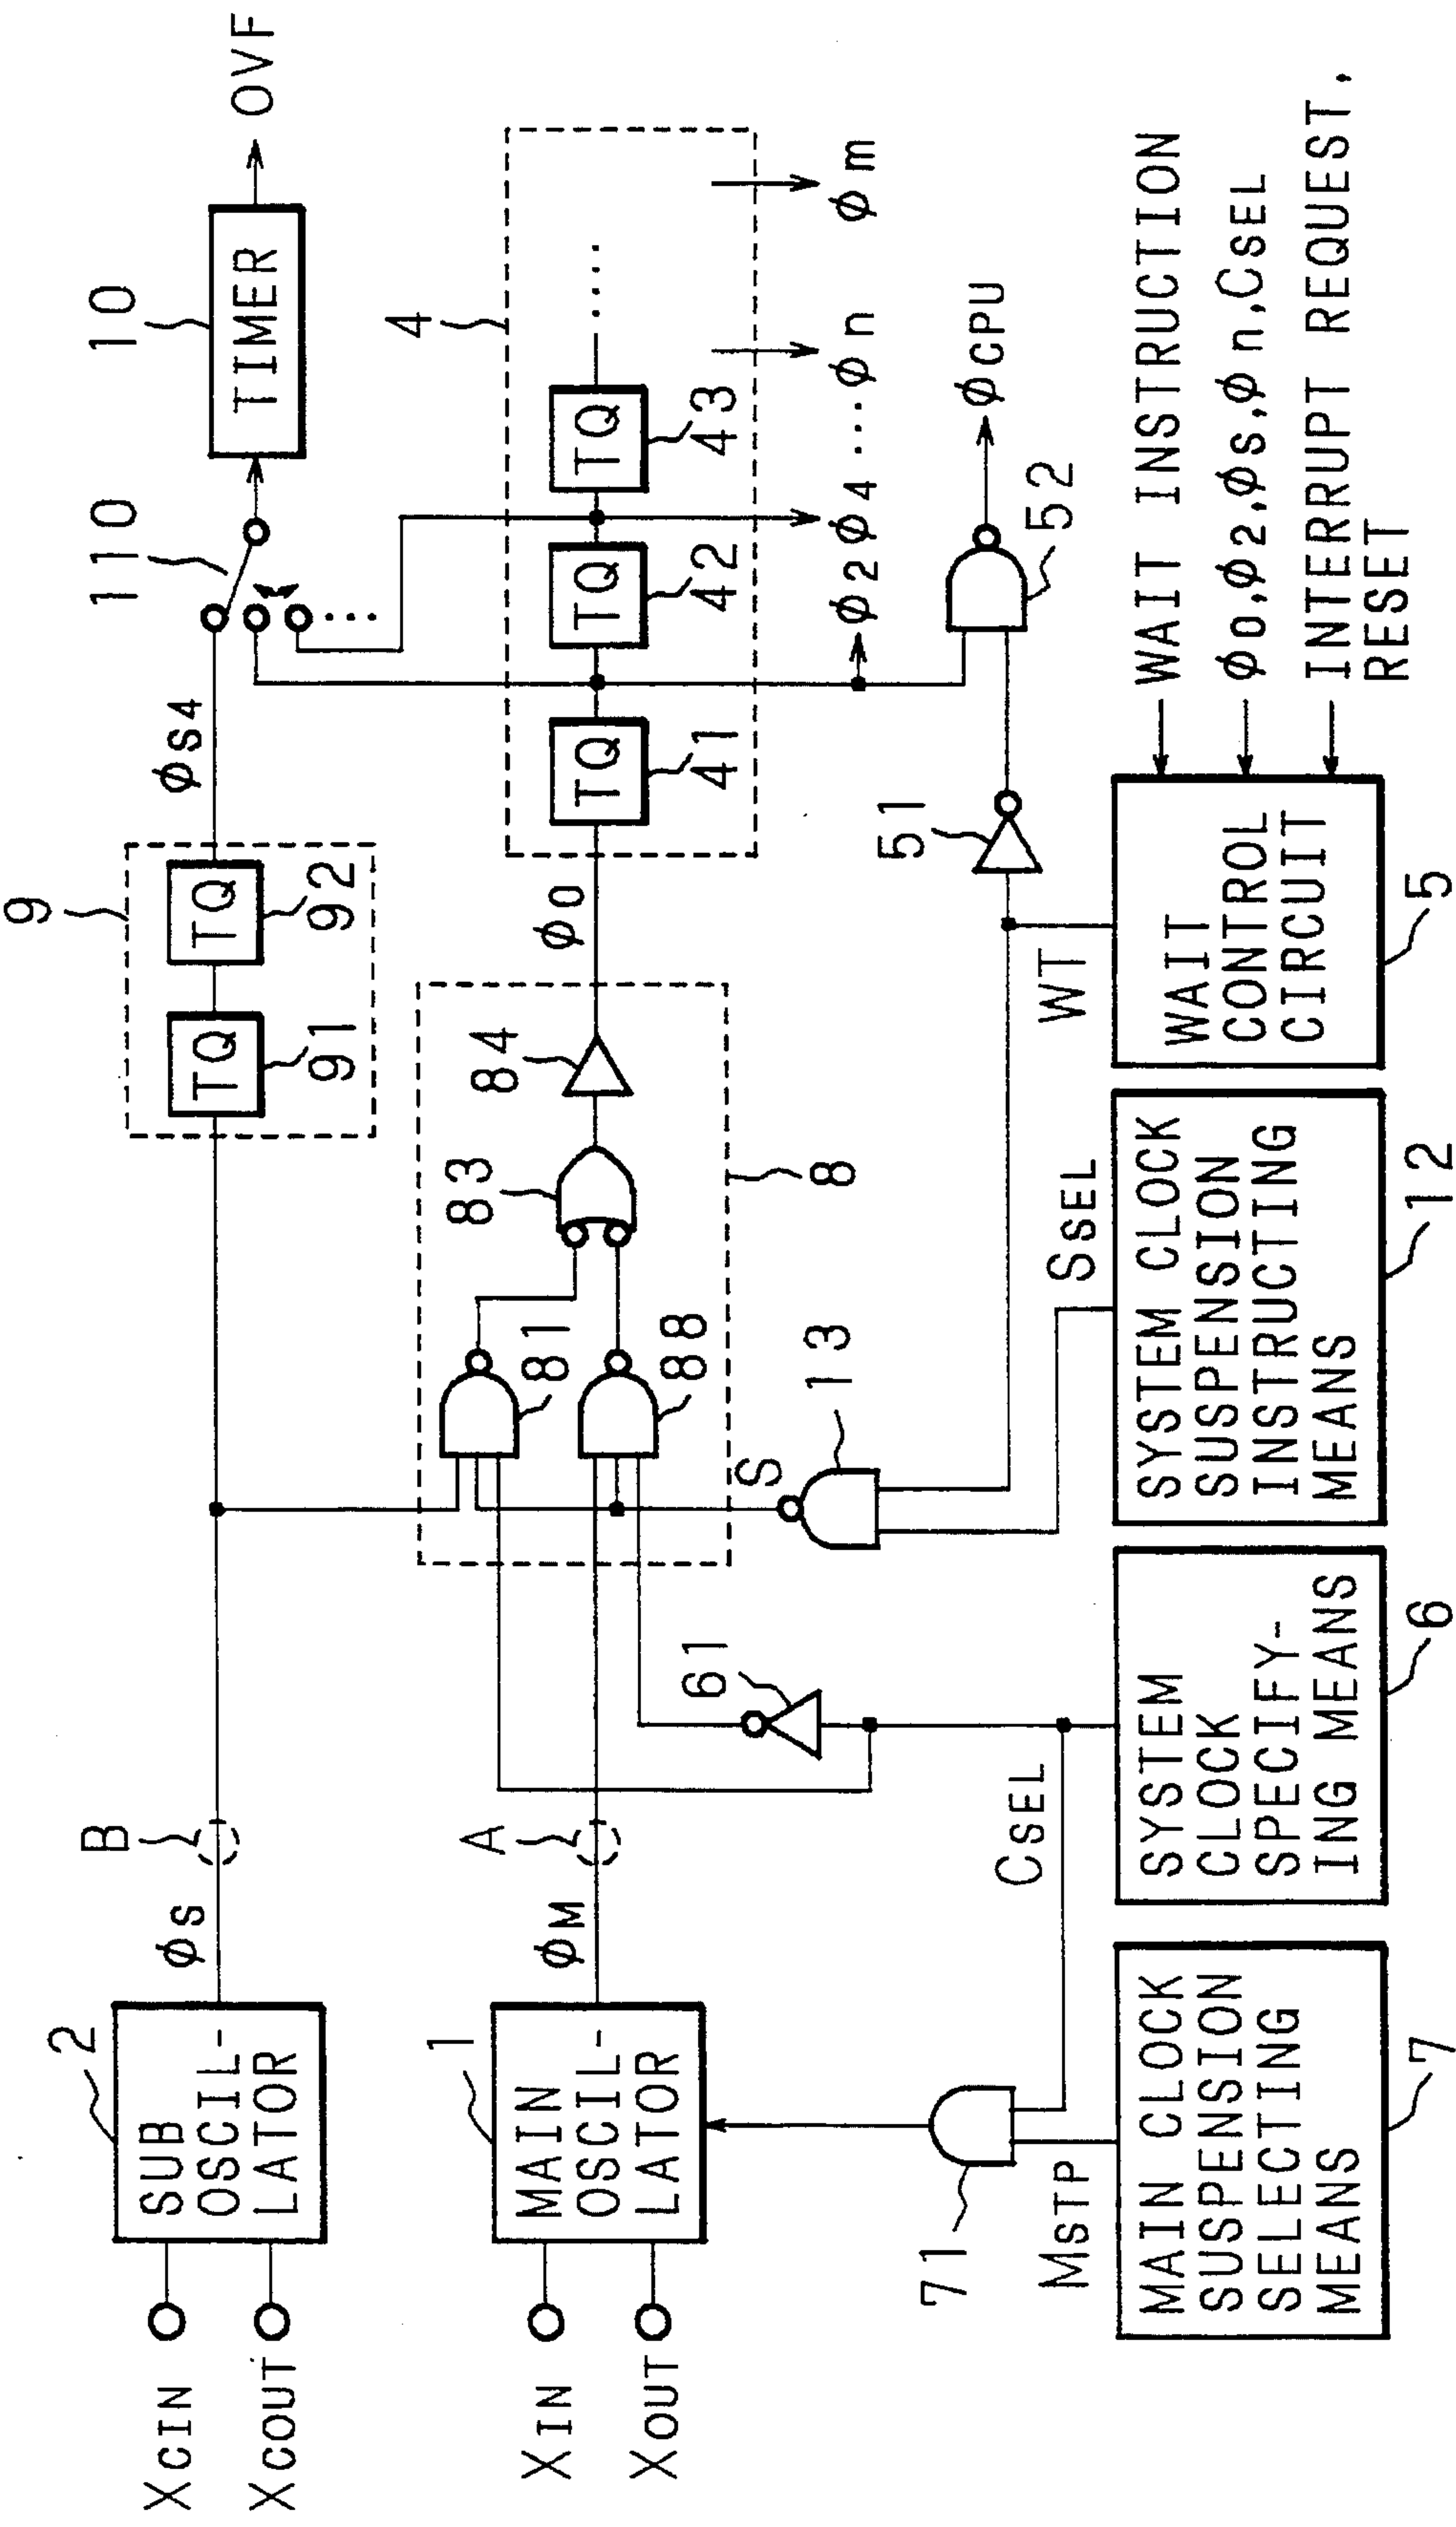 XCIN
XCOUT
2
SUB
OSCIL-
LATOR
φS
B
9
TQ
91
TQ
92
φS4
110
10
TIMER
OVF
XIN
XOUT
1
MAIN
OSCIL-
LATOR
φM
A
81
88
83
84
8
φ0
4
TQ
41
TQ
42
TQ
43
....
φ2 φ4 ... φn
φm
61
S
13
51
52
φCPU
71
MSTP
CSEL
SSEL
WT
MAIN CLOCK
SUSPENSION
SELECTING
MEANS
7
SYSTEM
CLOCK
SPECIFY-
ING MEANS
6
SYSTEM CLOCK
SUSPENSION
INSTRUCTING
MEANS
12
WAIT
CONTROL
CIRCUIT
5
WAIT INSTRUCTION
φ0,φ2,φS,φn,CSEL
INTERRUPT REQUEST,
RESET